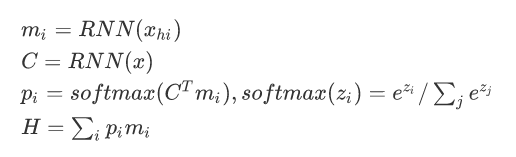 m_i = RNN(x_{hi})
C = RNN(x)
p_i = softmax(C^T m_i), softmax(z_i) = e^{z_i} / \sum_j e^{z_j}
H = \sum_i p_i m_i